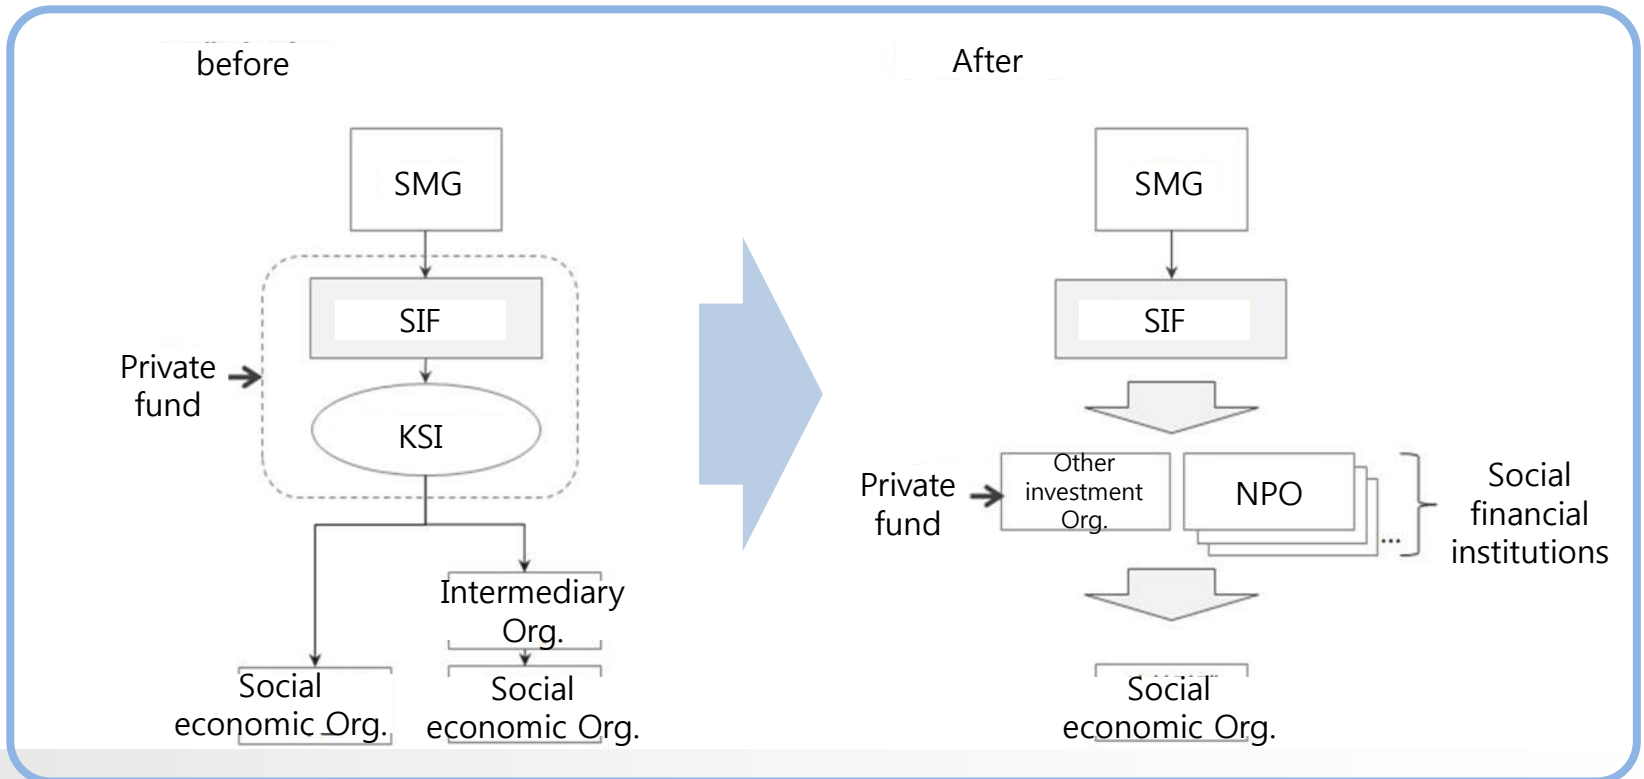 before
SMG
SIF
Private
fund
KSI
Intermediary
Org.
Social
economic Org.
Social
economic Org.
After
SMG
SIF
Private
fund
Other
investment
Org.
NPO
...
Social
financial
institutions
Social
economic Org.